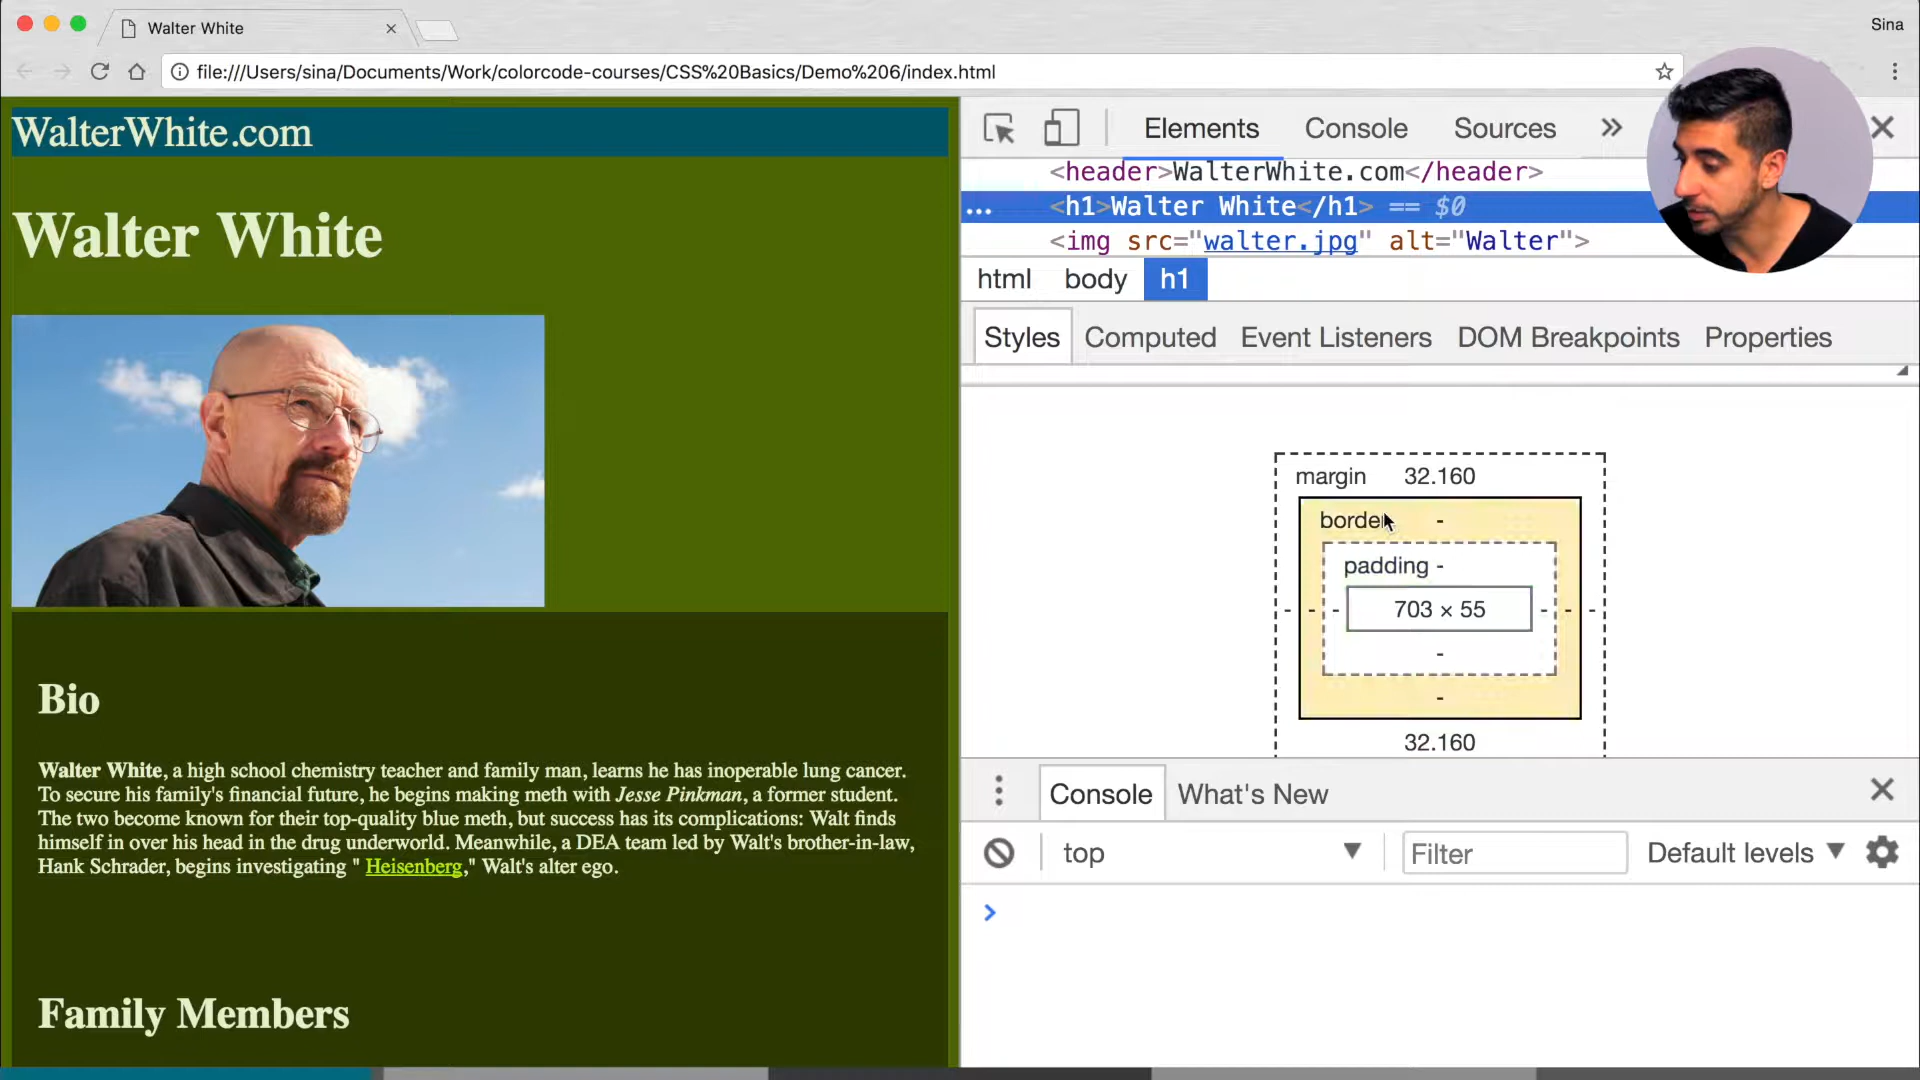 Walter White
Sina
file:///Users/sina/Documents/Work/colorcode-courses/CSS%20Basics/Demo%206/index.html
WalterWhite.com
Walter White
Bio
Walter White, a high school chemistry teacher and family man, learns he has inoperable lung cancer.
To secure his family's financial future, he begins making meth with Jesse Pinkman, a former student.
The two become known for their top-quality blue meth, but success has its complications: Walt finds
himself in over his head in the drug underworld. Meanwhile, a DEA team led by Walt's brother-in-law,
Hank Schrader, begins investigating " Heisenberg," Walt's alter ego.
Family Members
Elements Console Sources »
<header>WalterWhite.com</header>
... <h1>Walter White</h1> == $0
<img src="walter.jpg" alt="Walter">
html body h1
Styles Computed Event Listeners DOM Breakpoints Properties
margin 32.160
border -
padding -
- - - 703 × 55 - - -
-
-
32.160
Console What's New
top Filter Default levels